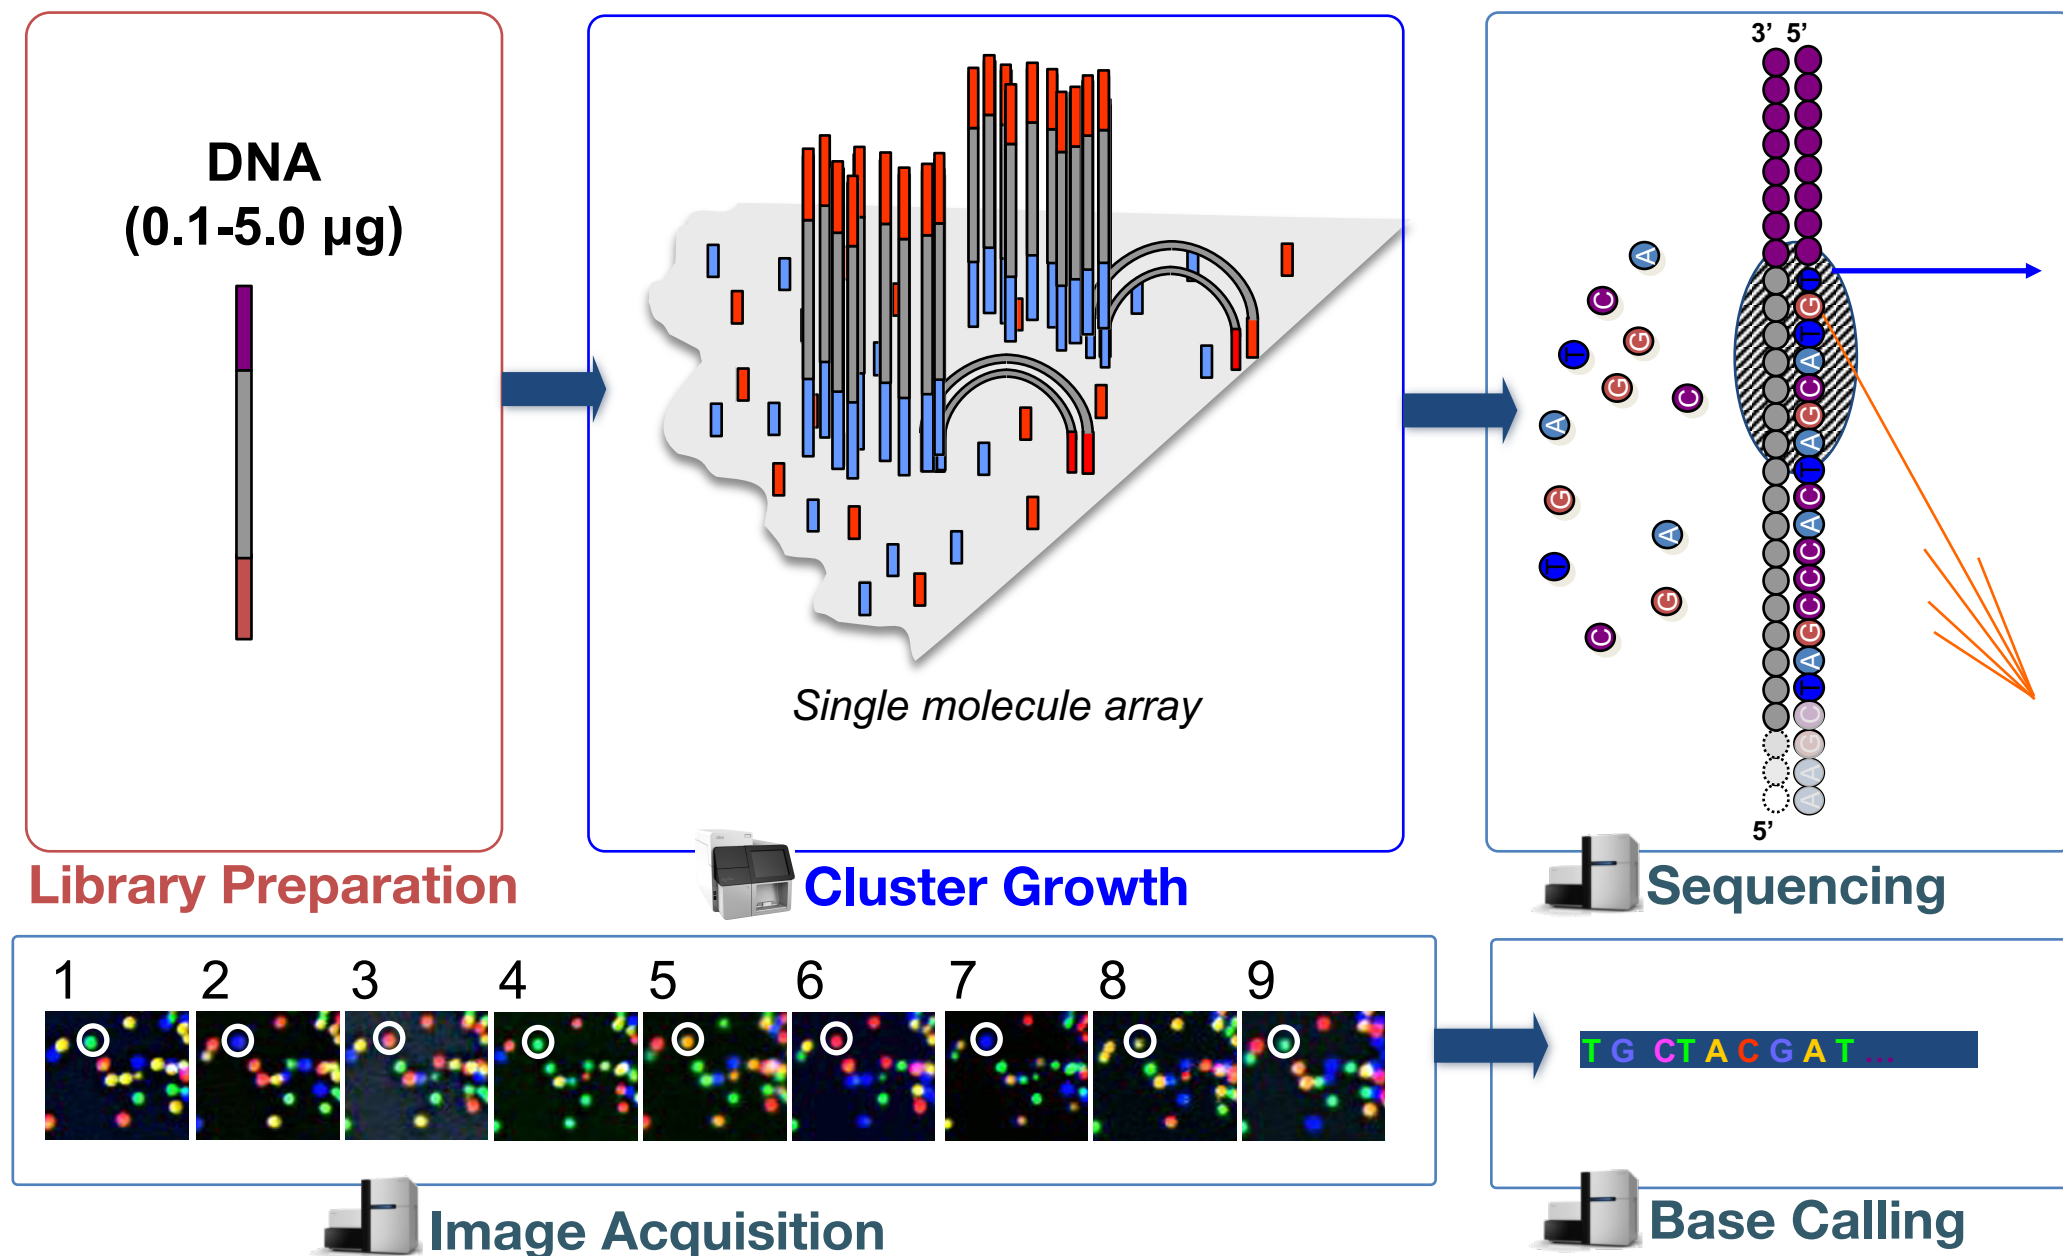 DNA
(0.1-5.0 µg)
Library Preparation
Single molecule array
Cluster Growth
3’ 5’
A
C
G
T
G
C
A
G
A
T
G
C
T
G
T
A
C
G
A
T
C
A
C
C
C
G
A
T
C
G
A
A
5’
Sequencing
1 2 3 4 5 6 7 8 9
Image Acquisition
T G CT A C G A T ...
Base Calling